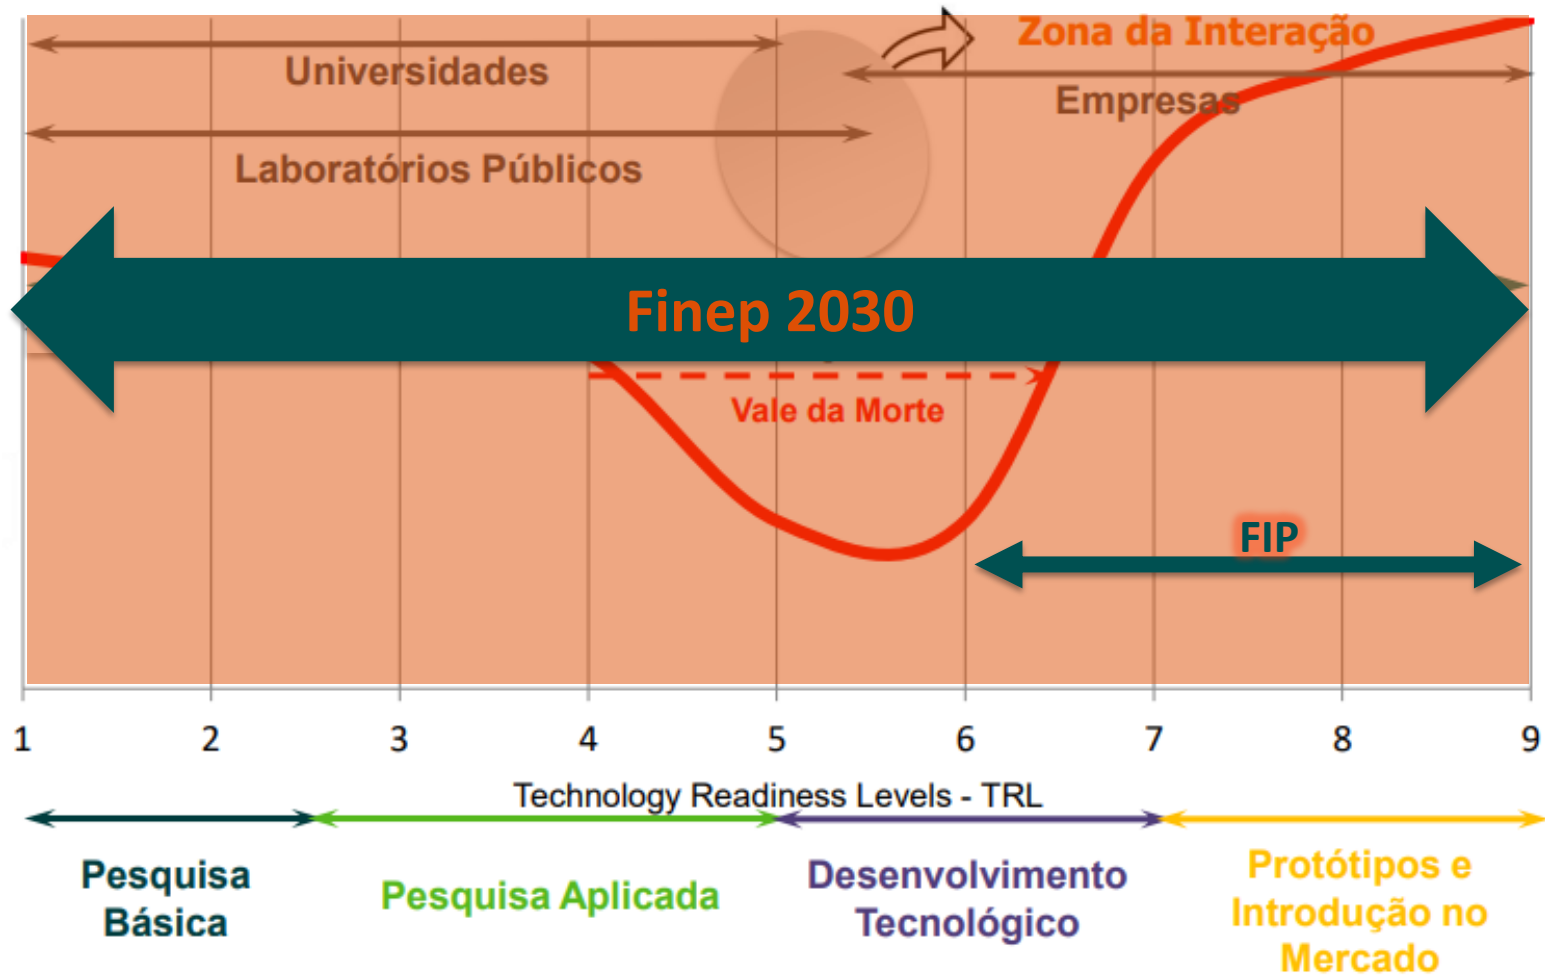 Zona da Interação
Universidades
Empresas
Laboratórios Públicos
Finep 2030
Vale da Morte
FIP
1 2 3 4 5 6 7 8 9
Technology Readiness Levels - TRL
Pesquisa
Básica
Pesquisa Aplicada
Desenvolvimento
Tecnológico
Protótipos e
Introdução no
Mercado